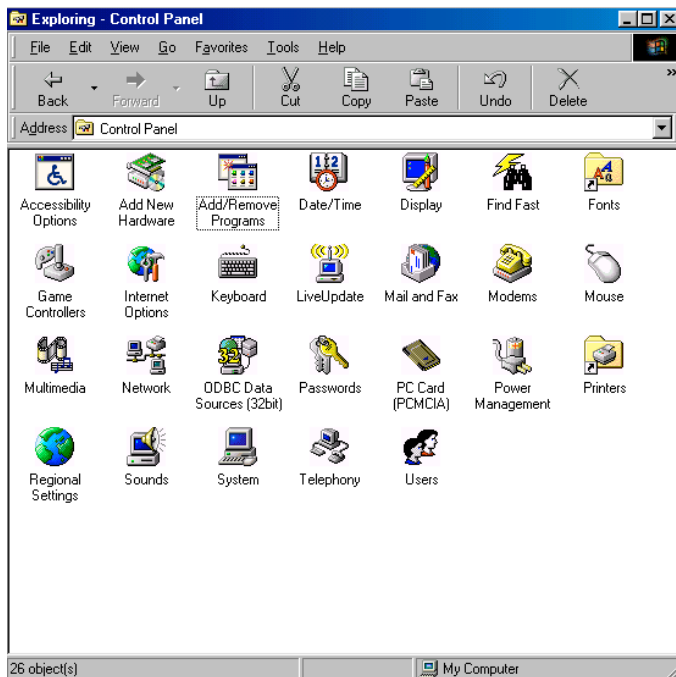 Exploring - Control Panel
File Edit View Go Favorites Tools Help
Back Forward Up Cut Copy Paste Undo Delete »
Address Control Panel
Accessibility Options
Add New Hardware
Add/Remove Programs
Date/Time
Display
Find Fast
Fonts
Game Controllers
Internet Options
Keyboard
LiveUpdate
Mail and Fax
Modems
Mouse
Multimedia
Network
ODBC Data Sources (32bit)
Passwords
PC Card (PCMCIA)
Power Management
Printers
Regional Settings
Sounds
System
Telephony
Users
26 object(s) My Computer